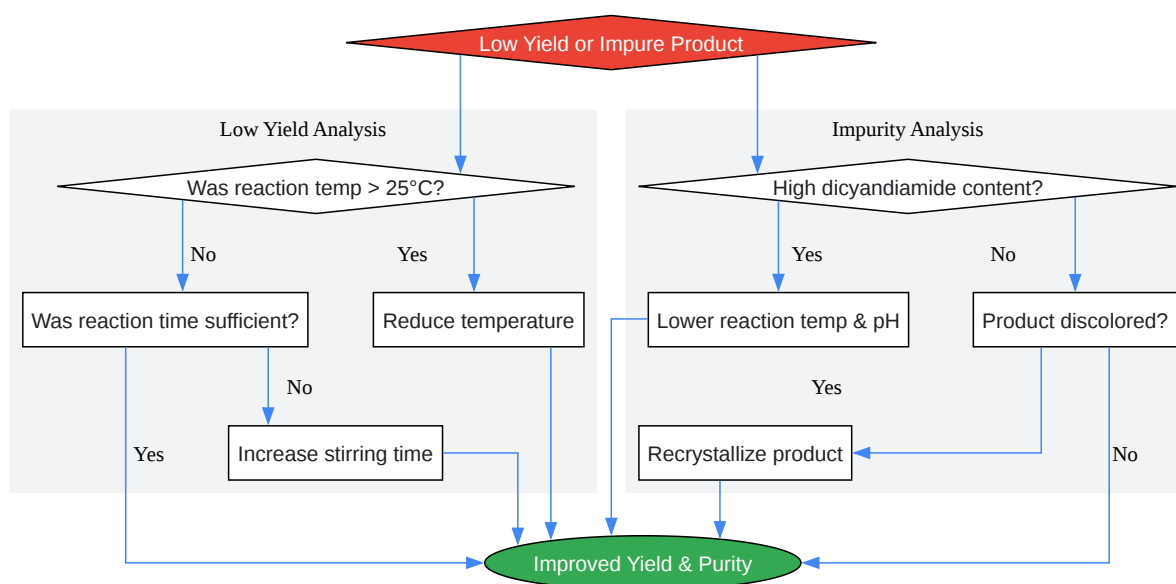 Low Yield or Impure Product
Low Yield Analysis
Impurity Analysis
Was reaction temp > 25°C?
High dicyandiamide content?
No
Yes
Yes
No
Was reaction time sufficient?
Reduce temperature
Lower reaction temp & pH
Product discolored?
No
Yes
Yes
Increase stirring time
Recrystallize product
No
Improved Yield & Purity